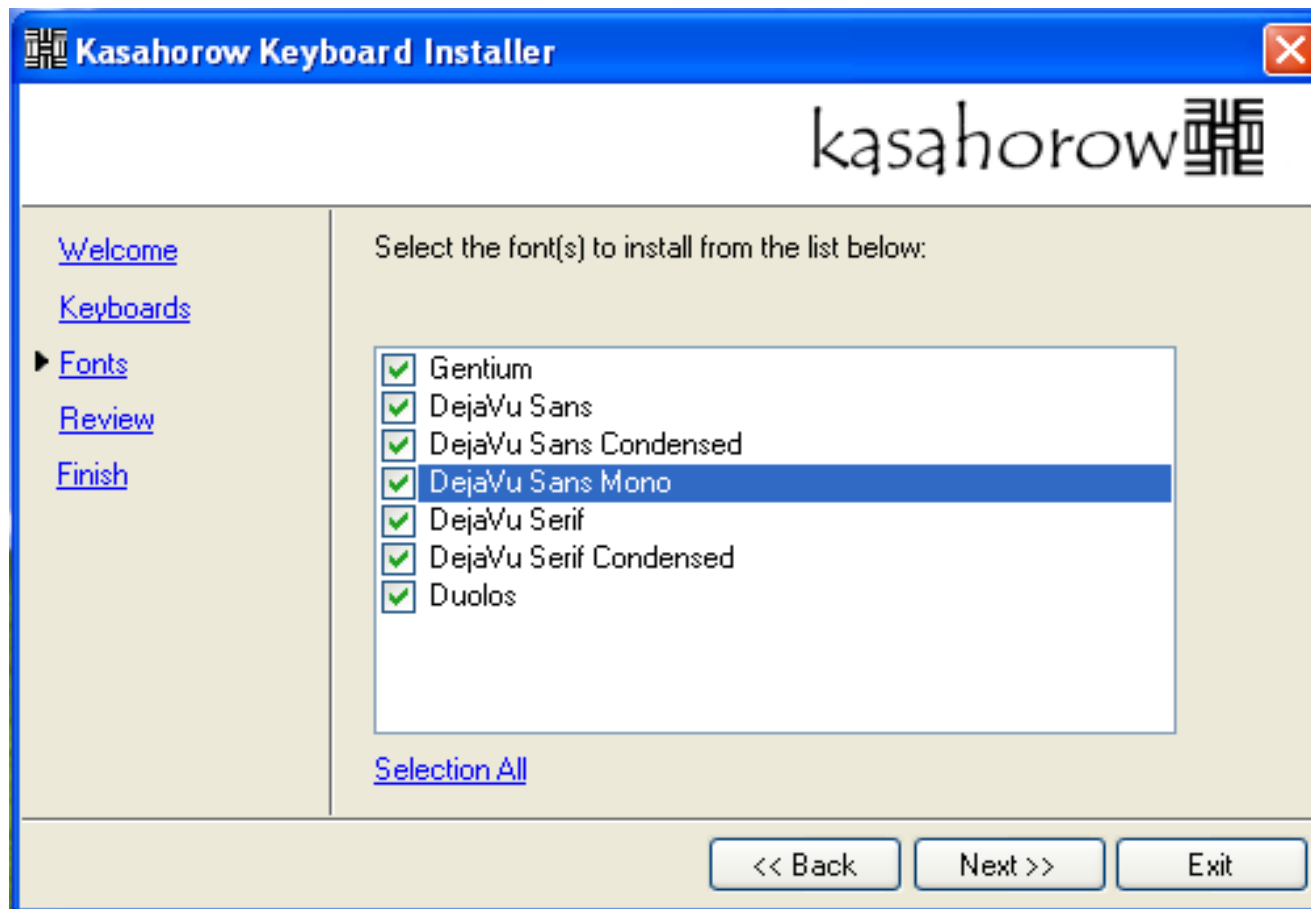 Kasahorow Keyboard Installer
kasahorow
Welcome
Keyboards
Fonts
Review
Finish
Select the font(s) to install from the list below:
Gentium
DejaVu Sans
DejaVu Sans Condensed
DejaVu Sans Mono
DejaVu Serif
DejaVu Serif Condensed
Duolos
Selection All
<< Back
Next >>
Exit